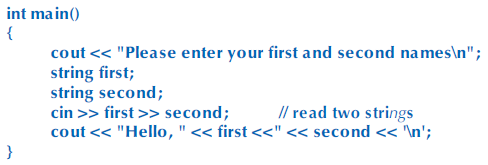 int main()
{
cout << "Please enter your first and second names\n";
string first;
string second;
cin >> first >> second; // read two strings
cout << "Hello, " << first <<" << second << '\n';
}